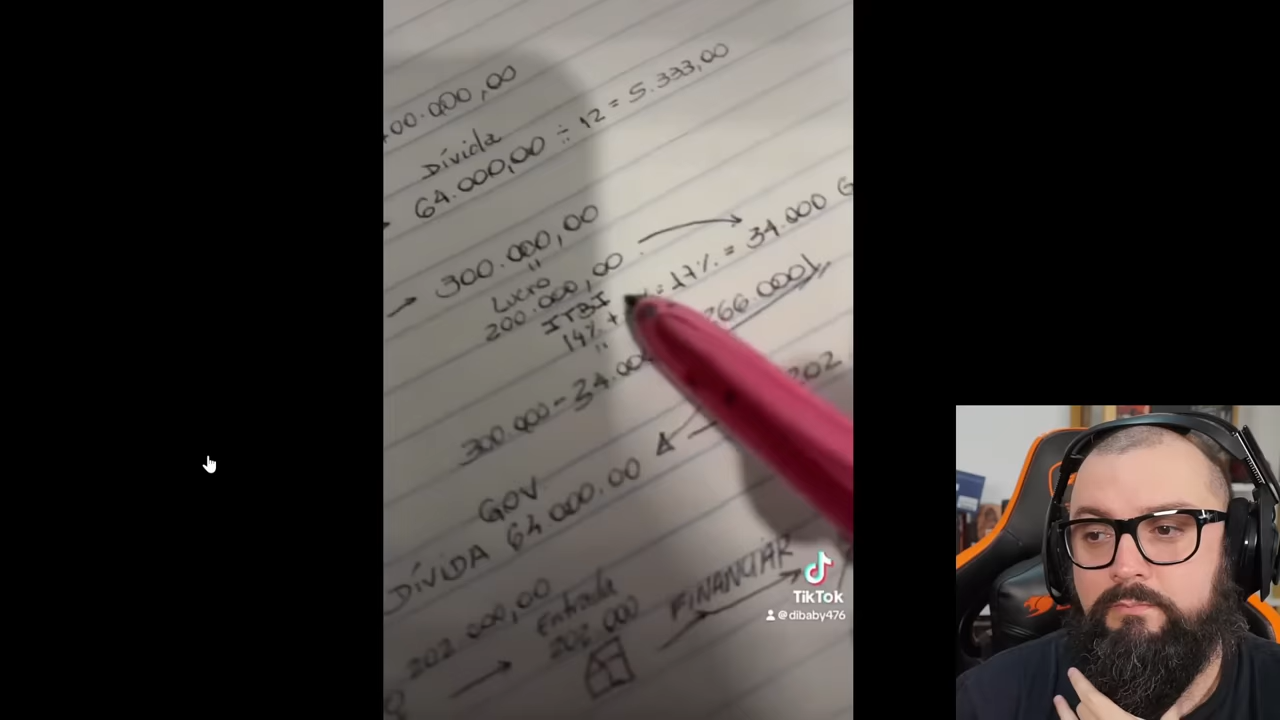 00.000,00
Dívida
64.000,00 ÷ 12 = 5.333,00
300.000,00
Lucro
200.000,00
34.000 G
ITBI
14% + % = 17% =
300.000 - 34.00 266.000
202
GOV
DÍVIDA 64.000.00
202.000,00
Entrada
202.000
FINANCIAR
TikTok
@dibaby476